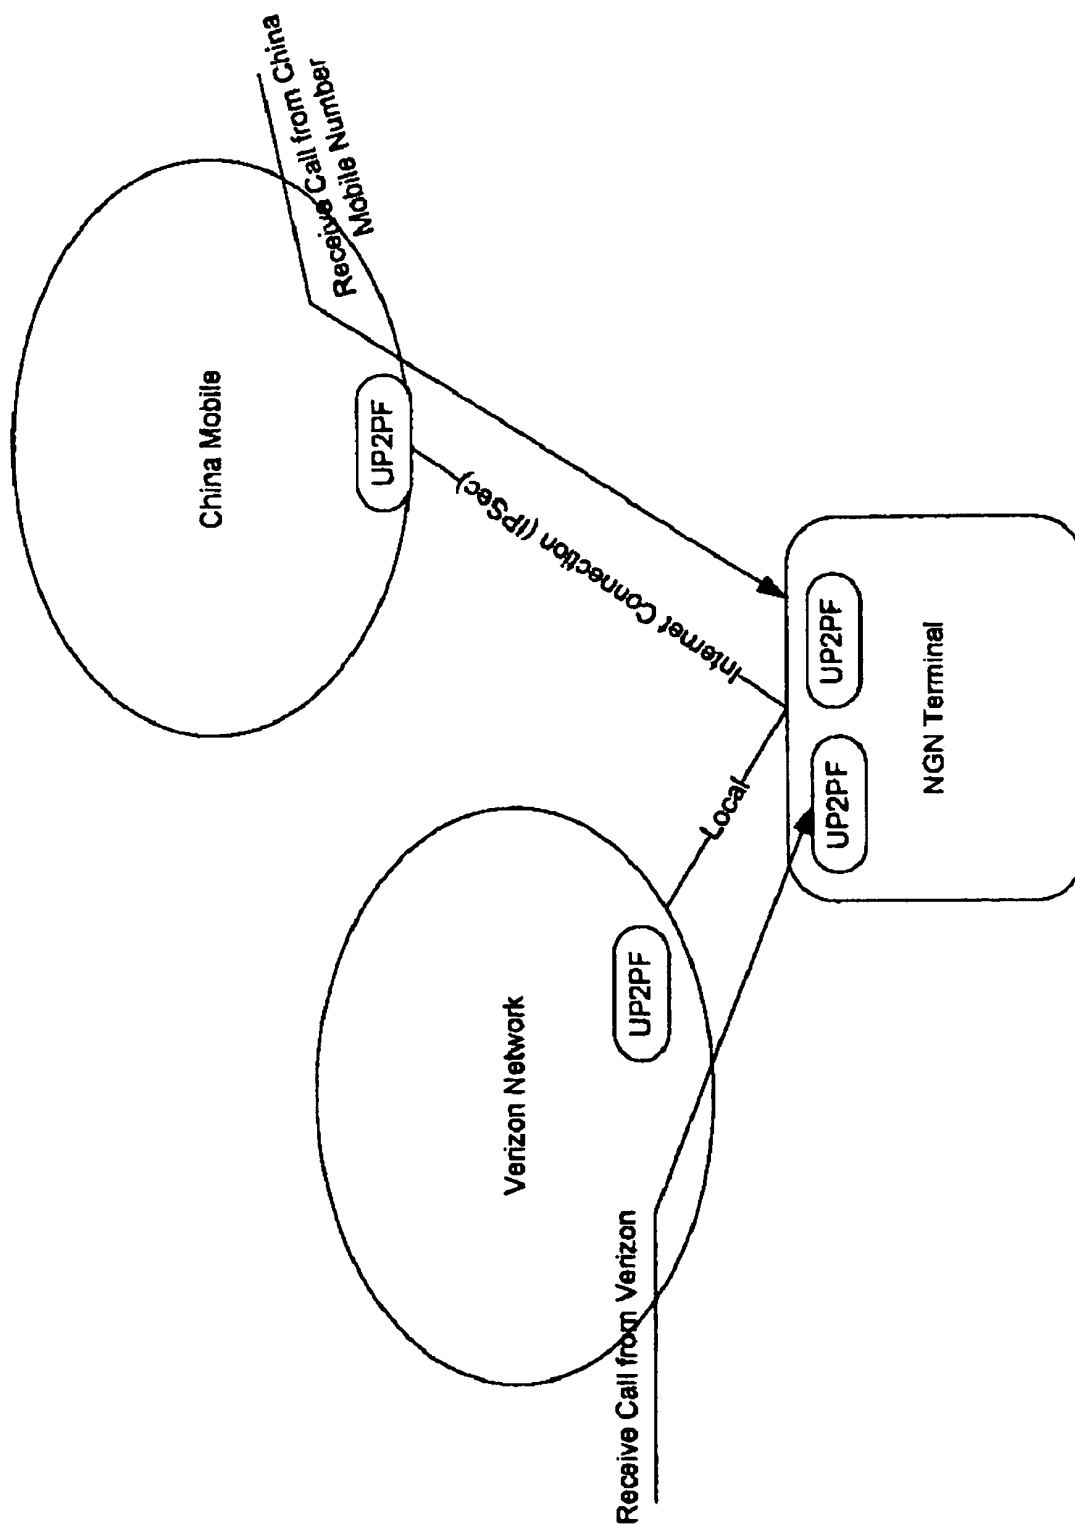 Receive Call from Verizon
Verizon Network
UP2PF
Local
China Mobile
UP2PF
Receive Call from China
Mobile Number
Internet Connection (IPSec)
UP2PF
UP2PF
NGN Terminal